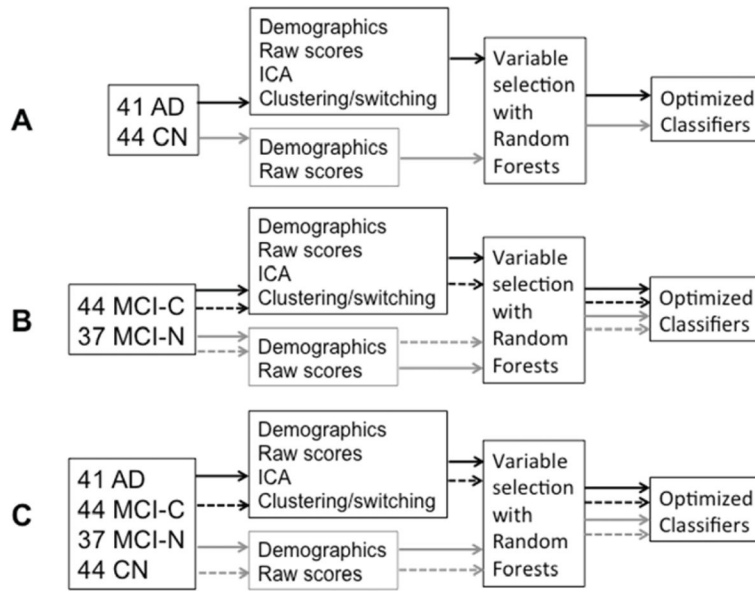 A
41 AD
44 CN
Demographics
Raw scores
ICA
Clustering/switching
Demographics
Raw scores
Variable
selection
with
Random
Forests
Optimized
Classifiers
B
44 MCI-C
37 MCI-N
Demographics
Raw scores
ICA
Clustering/switching
Demographics
Raw scores
Variable
selection
with
Random
Forests
Optimized
Classifiers
C
41 AD
44 MCI-C
37 MCI-N
44 CN
Demographics
Raw scores
ICA
Clustering/switching
Demographics
Raw scores
Variable
selection
with
Random
Forests
Optimized
Classifiers